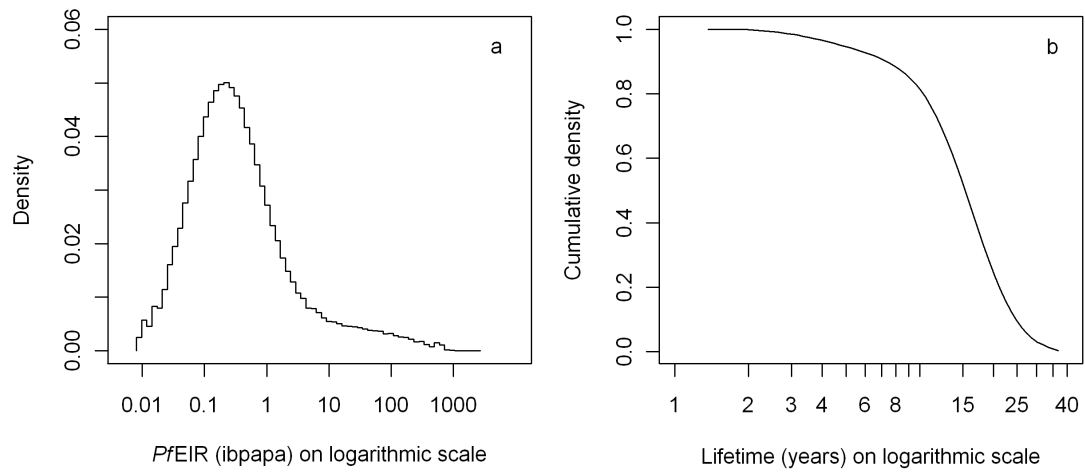 a
Density
0.00
0.02
0.04
0.06
0.01 0.1 1 10 100 1000
PfEIR (ibpapa) on logarithmic scale
b
Cumulative density
0.0
0.2
0.4
0.6
0.8
1.0
1 2 3 4 6 8 15 25 40
Lifetime (years) on logarithmic scale